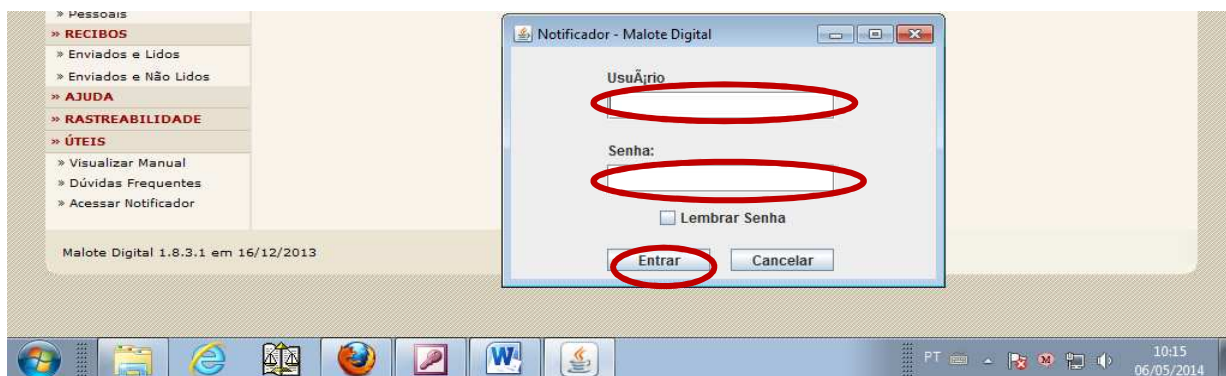 » Pessoais
» RECIBOS
» Enviados e Lidos
» Enviados e Não Lidos
» AJUDA
» RASTREABILIDADE
» ÚTEIS
» Visualizar Manual
» Dúvidas Frequentes
» Acessar Notificador
Malote Digital 1.8.3.1 em 16/12/2013
Notificador - Malote Digital
UsuÃ¡rio
Senha:
Lembrar Senha
Entrar
Cancelar
PT
10:15
06/05/2014